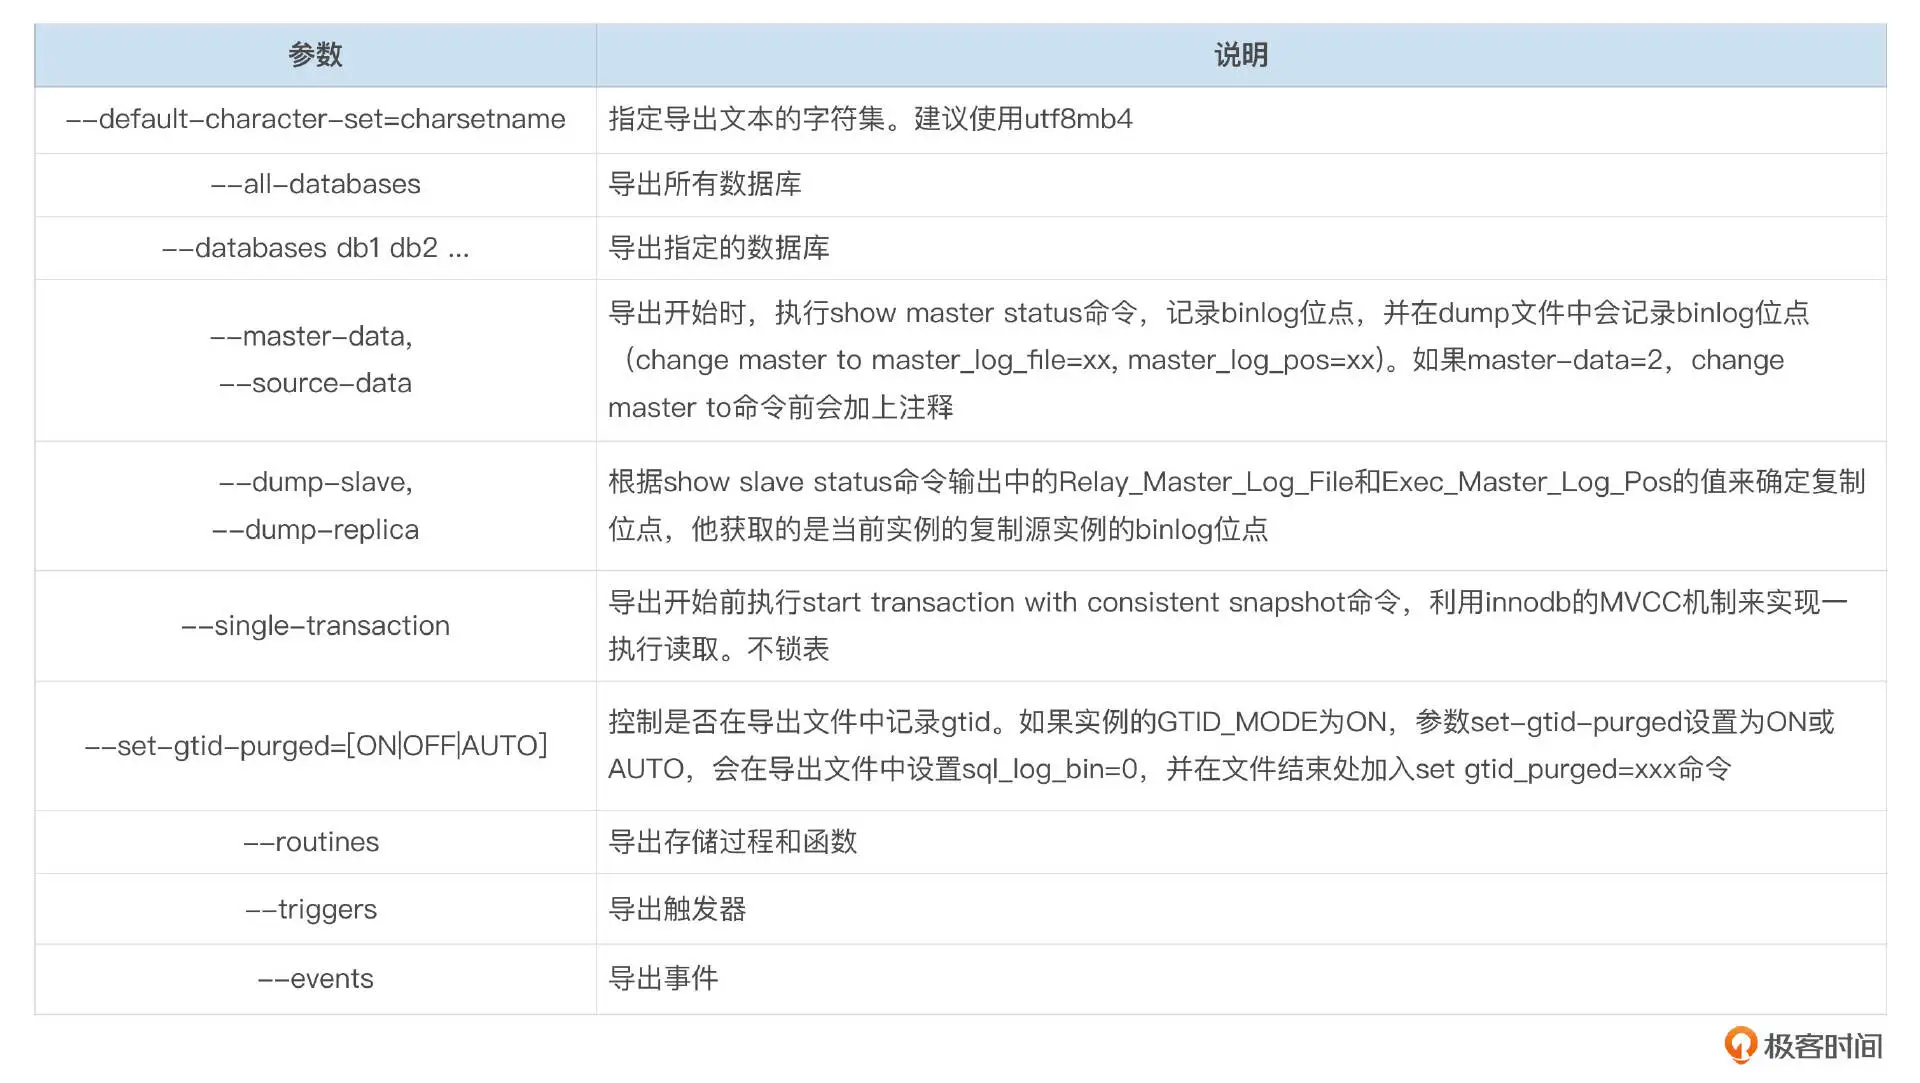 参数
说明
--default-character-set=charsetname
指定导出文本的字符集。建议使用utf8mb4
--all-databases
导出所有数据库
--databases db1 db2 ...
导出指定的数据库
--master-data,
--source-data
导出开始时，执行show master status命令，记录binlog位点，并在dump文件中会记录binlog位点
（change master to master_log_file=xx, master_log_pos=xx)。如果master-data=2，change
master to命令前会加上注释
--dump-slave,
--dump-replica
根据show slave status命令输出中的Relay_Master_Log_File和Exec_Master_Log_Pos的值来确定复制
位点，他获取的是当前实例的复制源实例的binlog位点
--single-transaction
导出开始前执行start transaction with consistent snapshot命令，利用innodb的MVCC机制来实现一
执行读取。不锁表
--set-gtid-purged=[ON|OFF|AUTO]
控制是否在导出文件中记录gtid。如果实例的GTID_MODE为ON，参数set-gtid-purged设置为ON或
AUTO，会在导出文件中设置sql_log_bin=0，并在文件结束处加入set gtid_purged=xxx命令
--routines
导出存储过程和函数
--triggers
导出触发器
--events
导出事件
极客时间